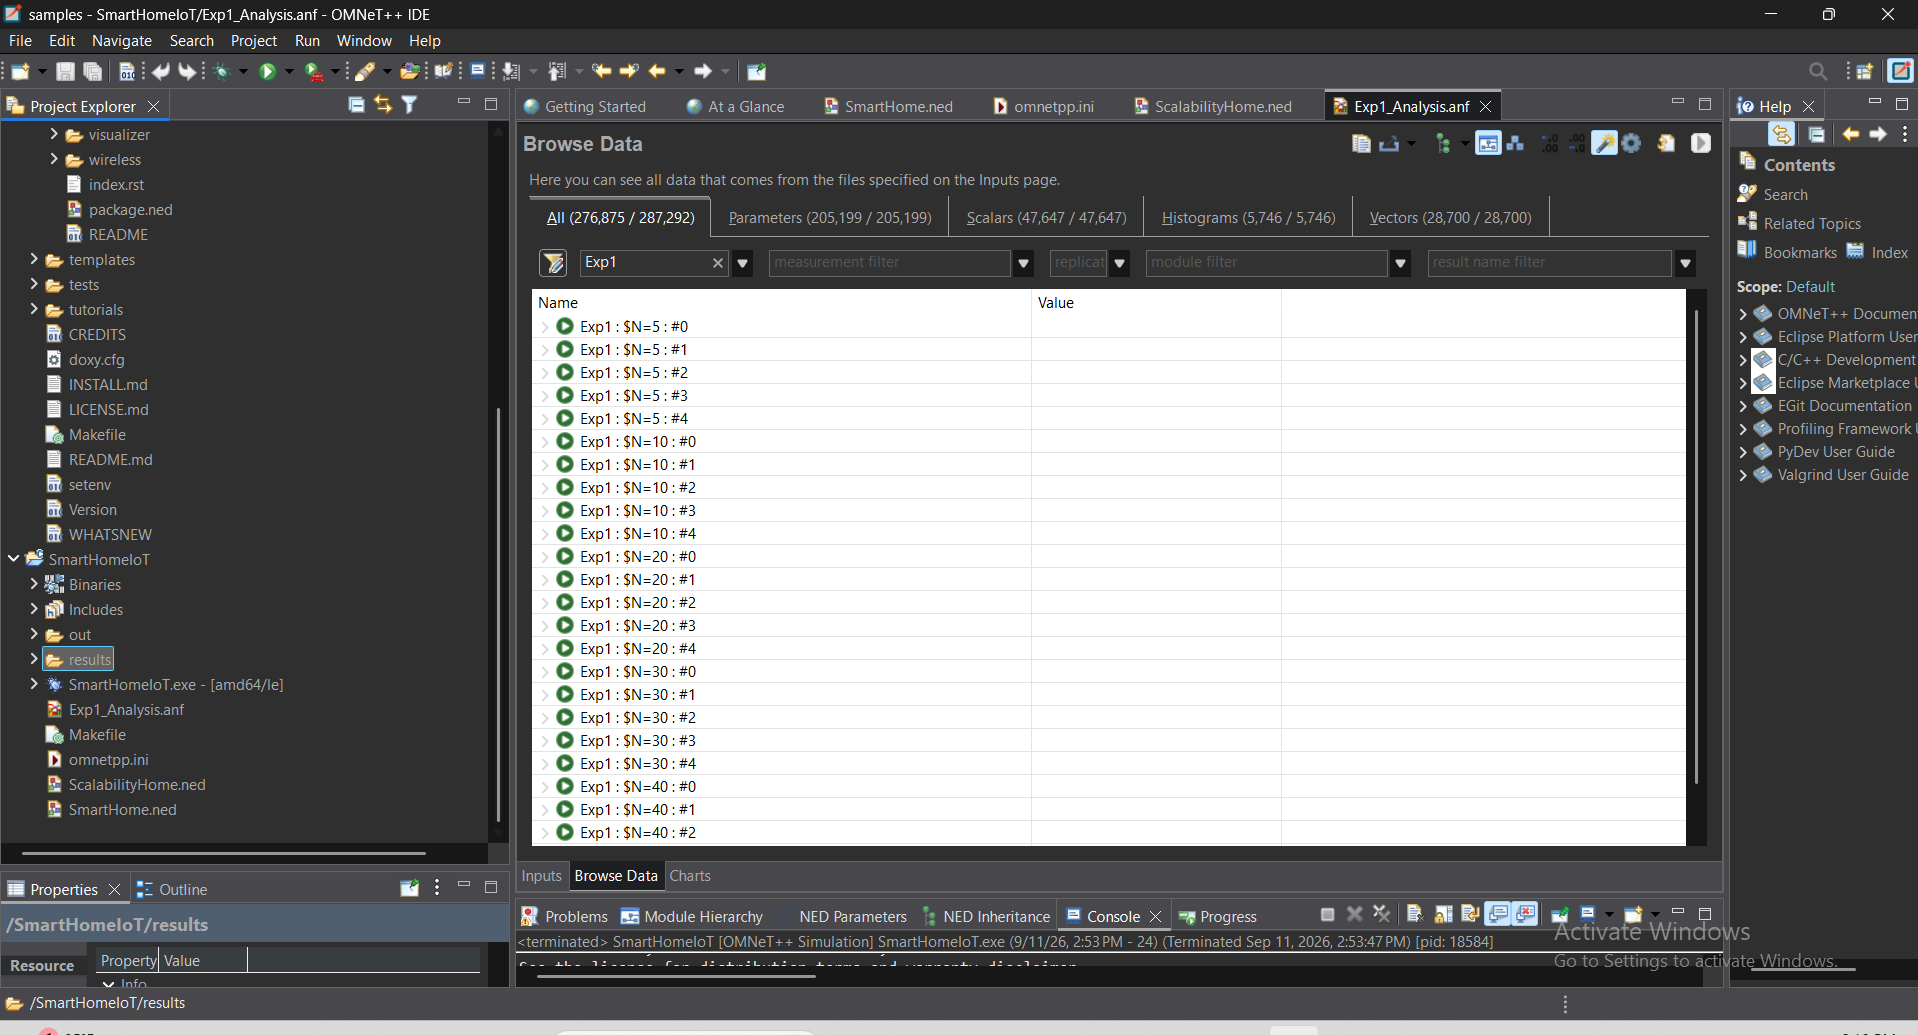 samples - SmartHomeIoT/Exp1_Analysis.anf - OMNeT++ IDE
File Edit Navigate Search Project Run Window Help
Project Explorer
visualizer
wireless
index.rst
package.ned
README
templates
tests
tutorials
CREDITS
doxy.cfg
INSTALL.md
LICENSE.md
Makefile
README.md
setenv
Version
WHATSNEW
SmartHomeIoT
Binaries
Includes
out
results
SmartHomeIoT.exe - [amd64/le]
Exp1_Analysis.anf
Makefile
omnetpp.ini
ScalabilityHome.ned
SmartHome.ned
Properties Outline
/SmartHomeIoT/results
Resource
Property Value
Info
/SmartHomeIoT/results
Getting Started At a Glance SmartHome.ned omnetpp.ini ScalabilityHome.ned Exp1_Analysis.anf
Browse Data
Here you can see all data that comes from the files specified on the Inputs page.
All (276,875 / 287,292) Parameters (205,199 / 205,199) Scalars (47,647 / 47,647) Histograms (5,746 / 5,746) Vectors (28,700 / 28,700)
Exp1 measurement filter replicat module filter result name filter
Name Value
Exp1 : $N=5 : #0
Exp1 : $N=5 : #1
Exp1 : $N=5 : #2
Exp1 : $N=5 : #3
Exp1 : $N=5 : #4
Exp1 : $N=10 : #0
Exp1 : $N=10 : #1
Exp1 : $N=10 : #2
Exp1 : $N=10 : #3
Exp1 : $N=10 : #4
Exp1 : $N=20 : #0
Exp1 : $N=20 : #1
Exp1 : $N=20 : #2
Exp1 : $N=20 : #3
Exp1 : $N=20 : #4
Exp1 : $N=30 : #0
Exp1 : $N=30 : #1
Exp1 : $N=30 : #2
Exp1 : $N=30 : #3
Exp1 : $N=30 : #4
Exp1 : $N=40 : #0
Exp1 : $N=40 : #1
Exp1 : $N=40 : #2
Inputs Browse Data Charts
Problems Module Hierarchy NED Parameters NED Inheritance Console Progress
<terminated> SmartHomeIoT [OMNeT++ Simulation] SmartHomeIoT.exe (9/11/26, 2:53 PM - 24) (Terminated Sep 11, 2026, 2:53:47 PM) [pid: 18584]
Help
Contents
Search
Related Topics
Bookmarks Index
Scope: Default
OMNeT++ Documen
Eclipse Platform User
C/C++ Development
Eclipse Marketplace
EGit Documentation
Profiling Framework
PyDev User Guide
Valgrind User Guide
Activate Windows
Go to Settings to activate Windows.